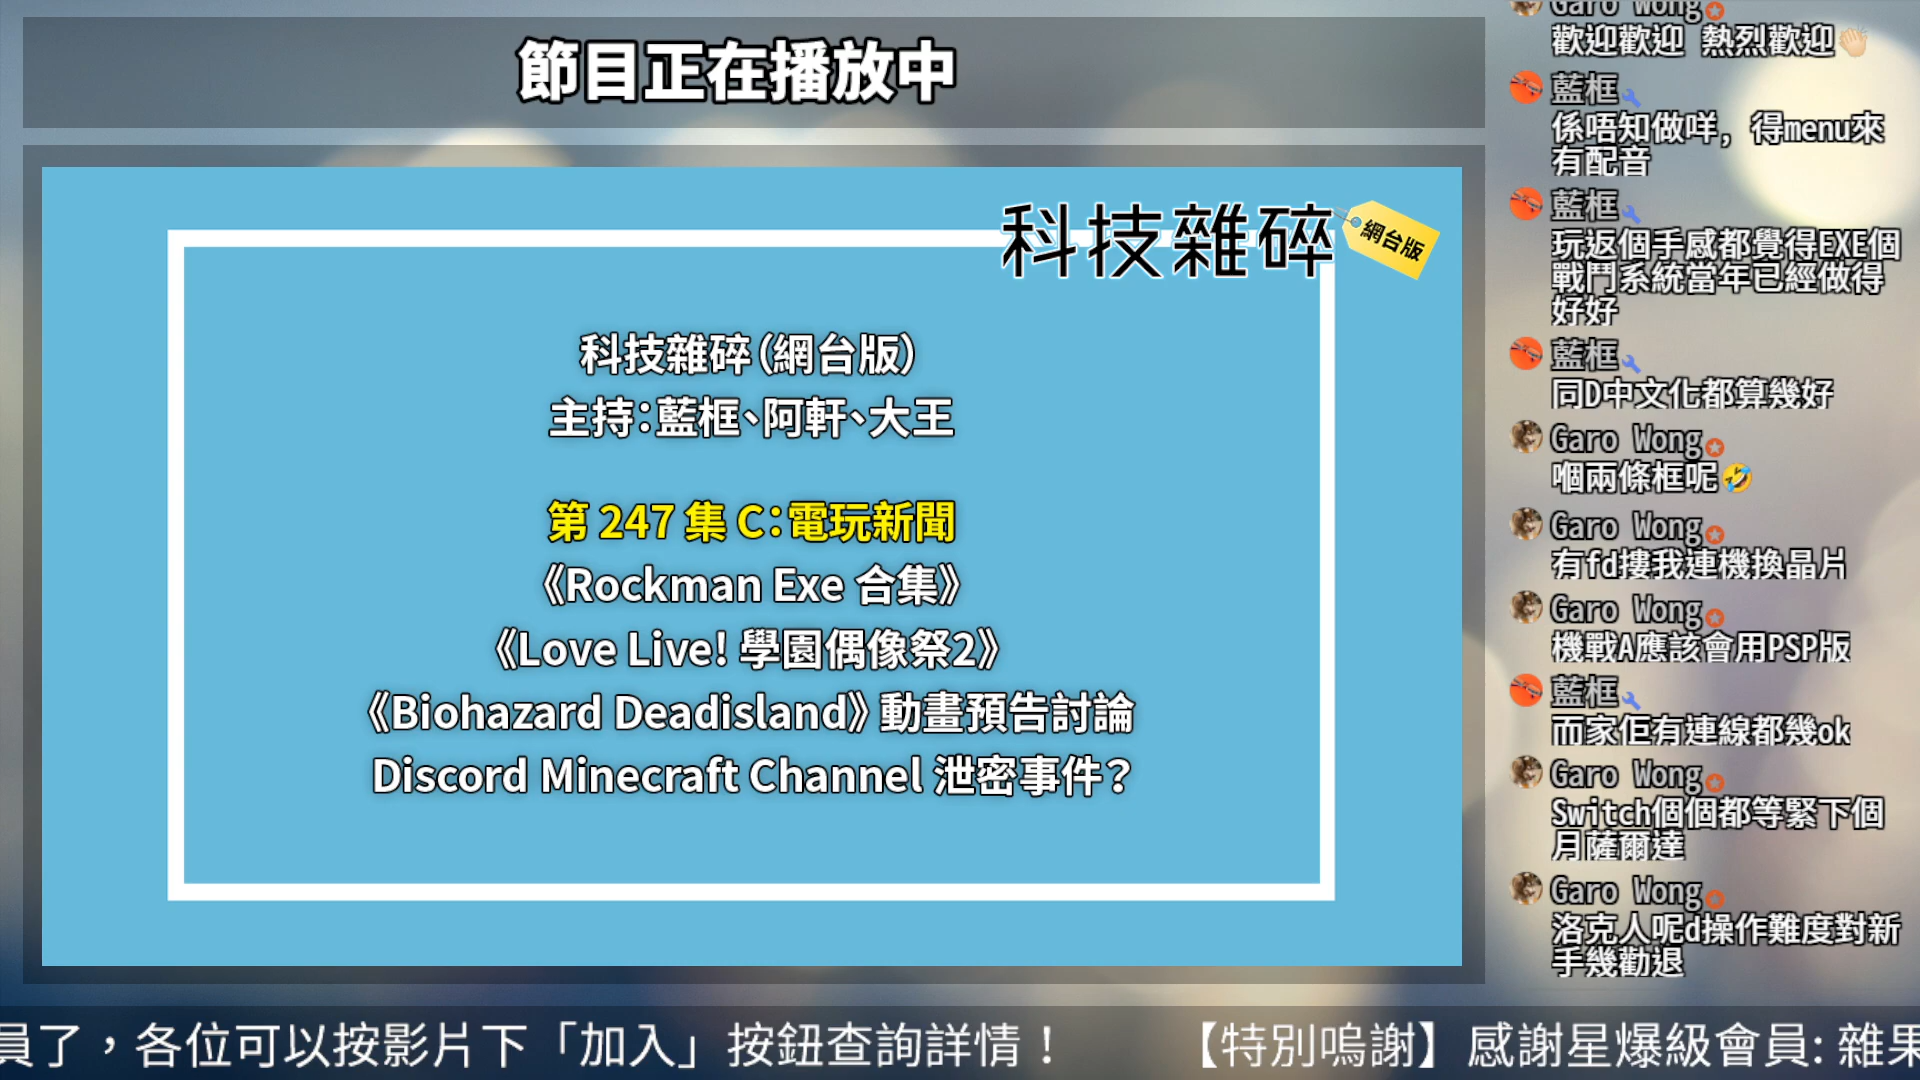 節目正在播放中
科技雜碎
網台版
科技雜碎（網台版）
主持：藍框、阿軒、大王
第 247 集 C：電玩新聞
《Rockman Exe 合集》
《Love Live! 學園偶像祭2》
《Biohazard Deadisland》動畫預告討論
Discord Minecraft Channel 泄密事件？
Garo Wong
歡迎歡迎 熱烈歡迎👏🏻
藍框
係唔知做咩，得menu來
有配音
藍框
玩返個手感都覺得EXE個
戰鬥系統當年已經做得
好好
藍框
同D中文化都算幾好
Garo Wong
嗰兩條框呢🤣
Garo Wong
有fd摟我連機換晶片
Garo Wong
機戰A應該會用PSP版
藍框
而家佢有連線都幾ok
Garo Wong
Switch個個都等緊下個
月薩爾達
Garo Wong
洛克人呢d操作難度對新
手幾勸退
員了，各位可以按影片下「加入」按鈕查詢詳情！ 【特別嗚謝】感謝星爆級會員: 雜果